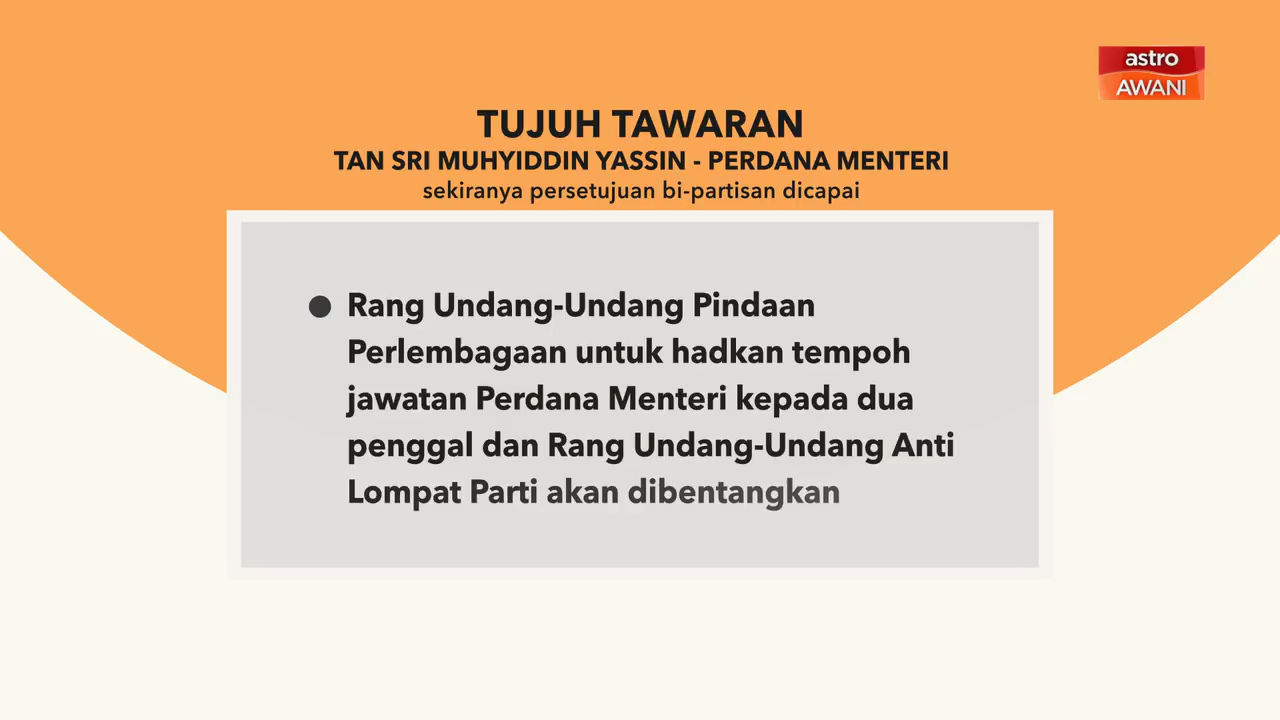 astro
AWANI
TUJUH TAWARAN
TAN SRI MUHYIDDIN YASSIN - PERDANA MENTERI
sekiranya persetujuan bi-partisan dicapai
● Rang Undang-Undang Pindaan
Perlembagaan untuk hadkan tempoh
jawatan Perdana Menteri kepada dua
penggal dan Rang Undang-Undang Anti
Lompat Parti akan dibentangkan